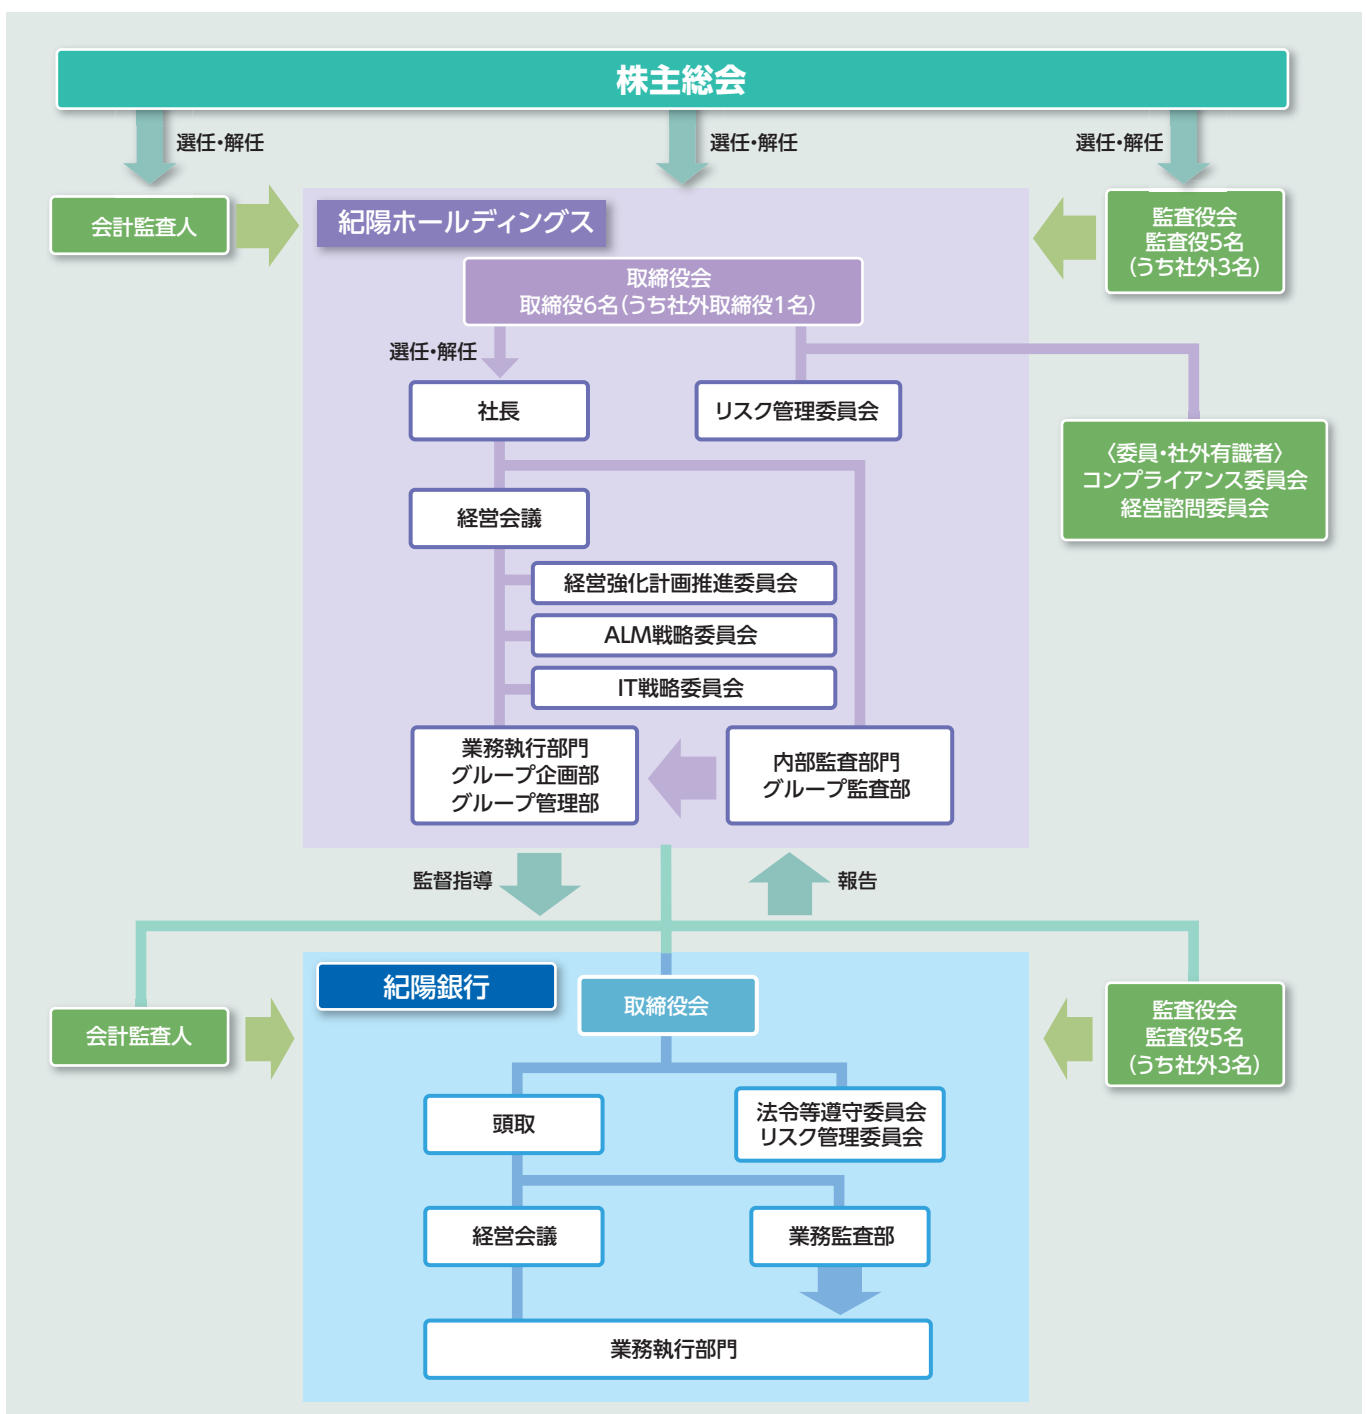 株主総会
選任・解任
選任・解任
選任・解任
会計監査人
紀陽ホールディングス
監査役会
監査役5名
(うち社外3名)
取締役会
取締役6名(うち社外取締役1名)
選任・解任
社長
リスク管理委員会
〈委員・社外有識者〉
コンプライアンス委員会
経営諮問委員会
経営会議
経営強化計画推進委員会
ALM戦略委員会
IT戦略委員会
業務執行部門
グループ企画部
グループ管理部
内部監査部門
グループ監査部
監督指導
報告
紀陽銀行
取締役会
会計監査人
監査役会
監査役5名
(うち社外3名)
頭取
法令等遵守委員会
リスク管理委員会
経営会議
業務監査部
業務執行部門